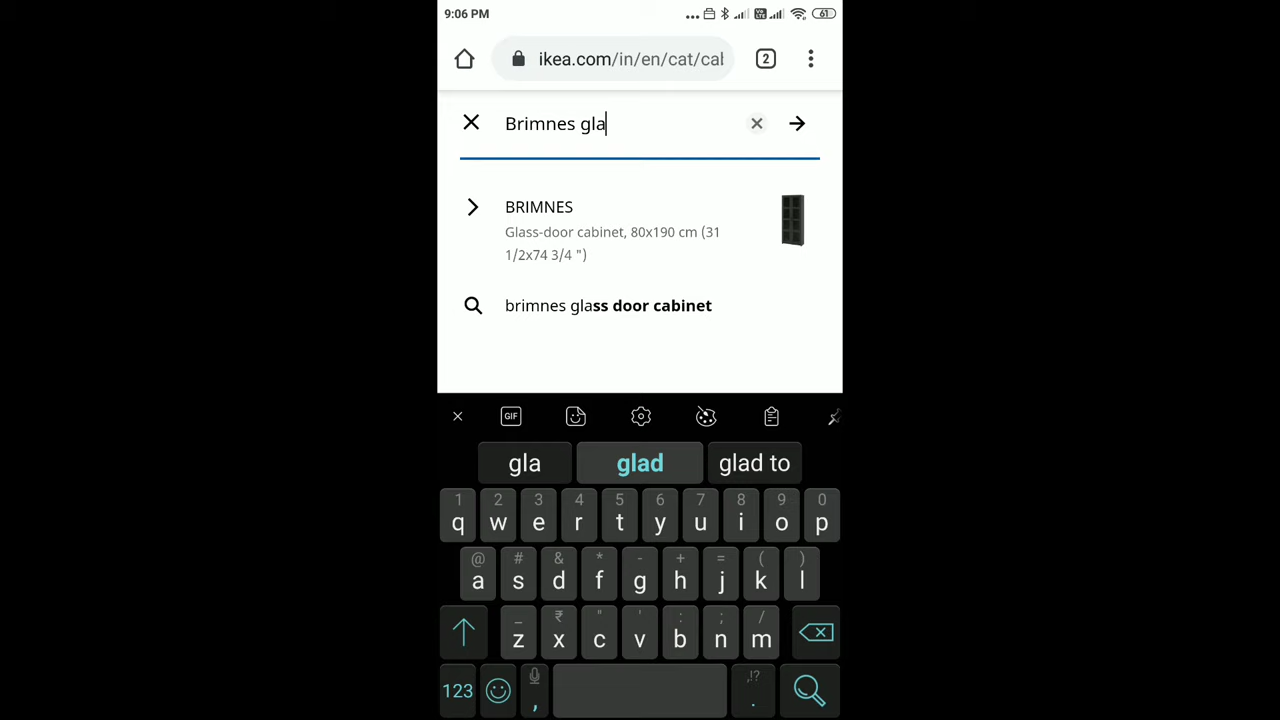 9:06 PM
61
ikea.com/in/en/cat/cal
2
Brimnes gla
BRIMNES
Glass-door cabinet, 80x190 cm (31
1/2x74 3/4 ")
brimnes glass door cabinet
GIF
gla glad glad to
1 2 3 4 5 6 7 8 9 0
q w e r t y u i o p
@ # & * - + = ( )
a s d f g h j k l
_ ₹ " ' : ; /
z x c v b n m
,!?
123 , .